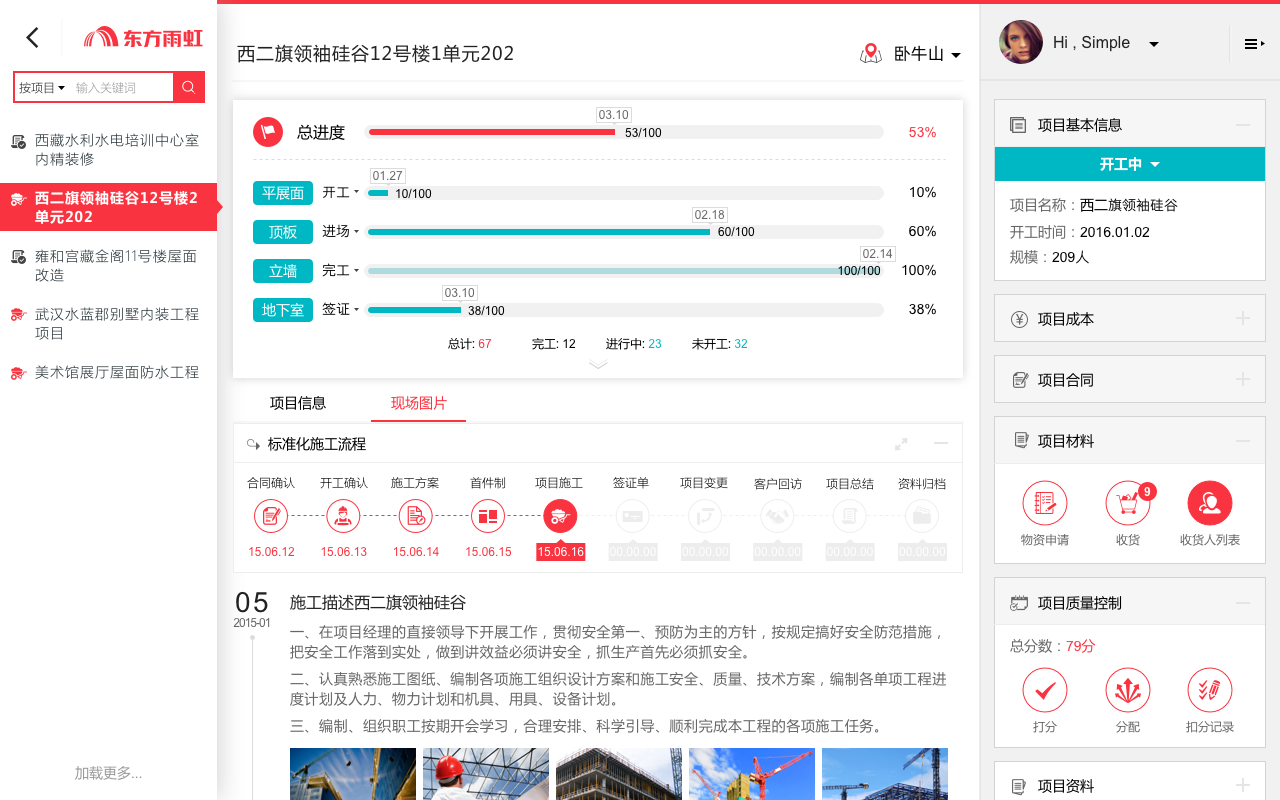 东方雨虹
按项目
输入关键词
西藏水利水电培训中心室
内精装修
西二旗领袖硅谷12号楼2
单元202
雍和宫藏金阁11号楼屋面
改造
武汉水蓝郡别墅内装工程
项目
美术馆展厅屋面防水工程
加载更多...
西二旗领袖硅谷12号楼1单元202
卧牛山
总进度
03.10
53/100
53%
平展面 开工
01.27
10/100
10%
顶板 进场
02.18
60/100
60%
立墙 完工
02.14
100/100
100%
地下室 签证
03.10
38/100
38%
总计: 67 完工: 12 进行中: 23 未开工: 32
项目信息 现场图片
标准化施工流程
合同确认 开工确认 施工方案 首件制 项目施工 签证单 项目变更 客户回访 项目总结 资料归档
15.06.12 15.06.13 15.06.14 15.06.15 15.06.16 00.00.00 00.00.00 00.00.00 00.00.00 00.00.00
05
2015-01
施工描述西二旗领袖硅谷
一、在项目经理的直接领导下开展工作，贯彻安全第一、预防为主的方针，按规定搞好安全防范措施，
把安全工作落到实处，做到讲效益必须讲安全，抓生产首先必须抓安全。
二、认真熟悉施工图纸、编制各项施工组织设计方案和施工安全、质量、技术方案，编制各单项工程进
度计划及人力、物力计划和机具、用具、设备计划。
三、编制、组织职工按期开会学习，合理安排、科学引导、顺利完成本工程的各项施工任务。
Hi , Simple
项目基本信息
开工中
项目名称：西二旗领袖硅谷
开工时间：2016.01.02
规模：209人
项目成本
项目合同
项目材料
9
物资申请 收货 收货人列表
项目质量控制
总分数：79分
打分 分配 扣分记录
项目资料